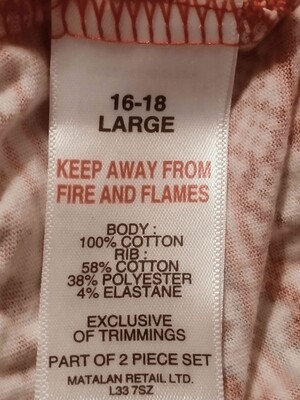 16-18
LARGE
KEEP AWAY FROM
FIRE AND FLAMES
BODY :
100% COTTON
RIB :
58% COTTON
38% POLYESTER
4% ELASTANE
EXCLUSIVE
OF TRIMMINGS
PART OF 2 PIECE SET
MATALAN RETAIL LTD.
L33 7SZ